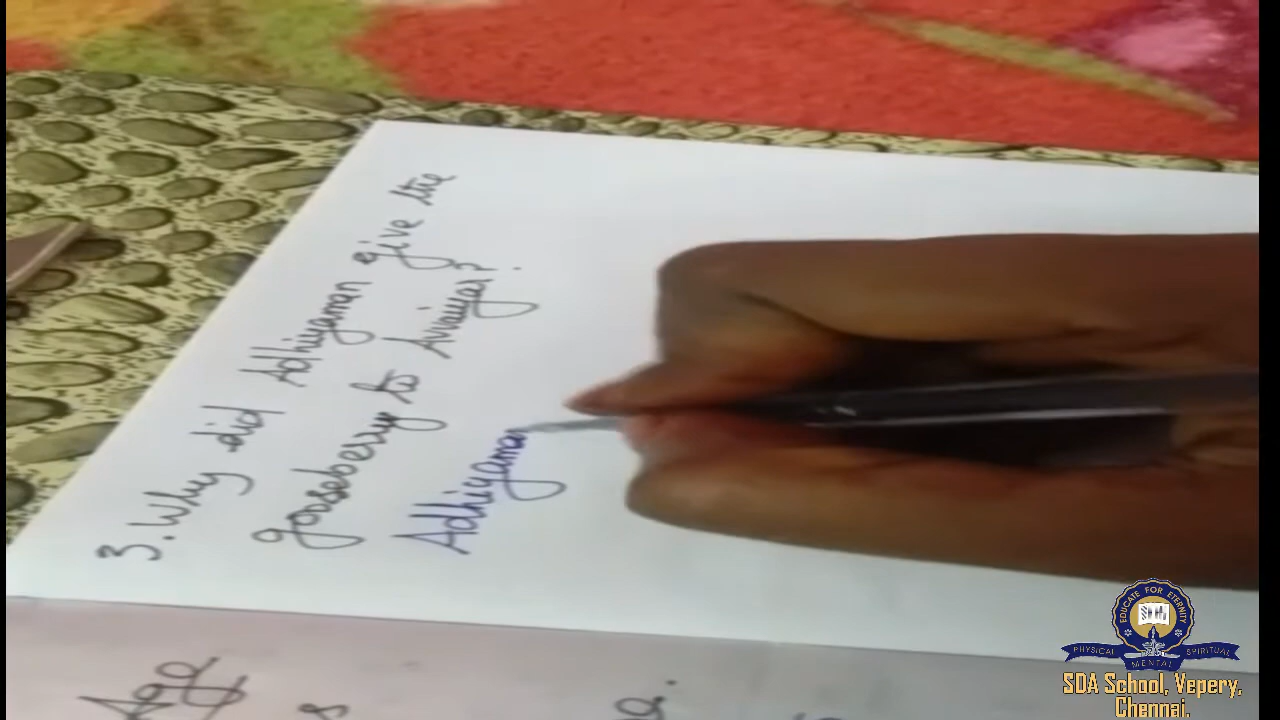 3. Why did Adhiyaman give the
gooseberry to Avvaiyar?
Adhiyaman
Age
EDUCATE FOR ETERNITY
PHYSICAL MENTAL SPIRITUAL
SDA School, Vepery,
Chennai.